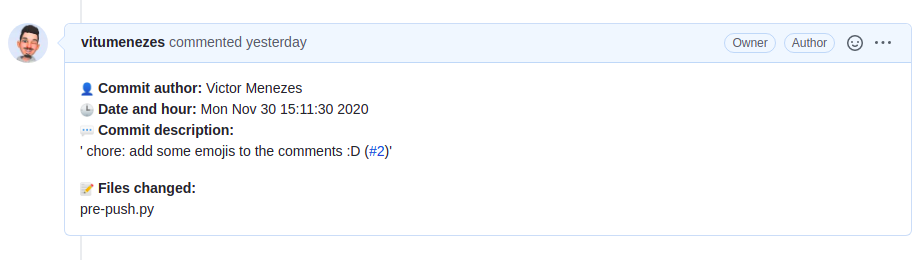 vitumenezes commented yesterday Owner Author
👤 Commit author: Victor Menezes
🕒 Date and hour: Mon Nov 30 15:11:30 2020
💬 Commit description:
' chore: add some emojis to the comments :D (#2)'
📝 Files changed:
pre-push.py